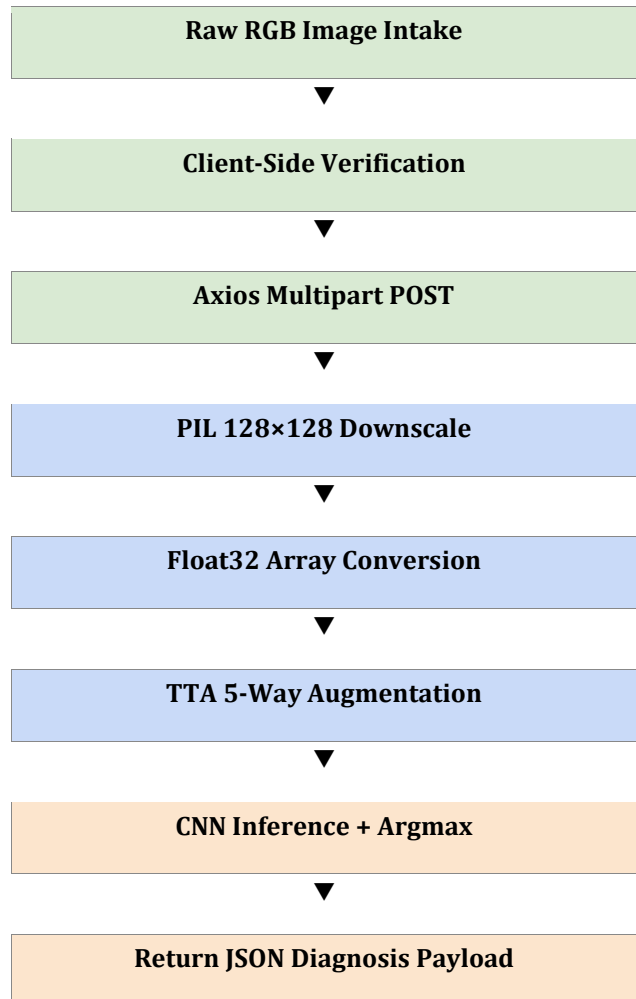 Raw RGB Image Intake
Client-Side Verification
Axios Multipart POST
PIL 128×128 Downscale
Float32 Array Conversion
TTA 5-Way Augmentation
CNN Inference + Argmax
Return JSON Diagnosis Payload